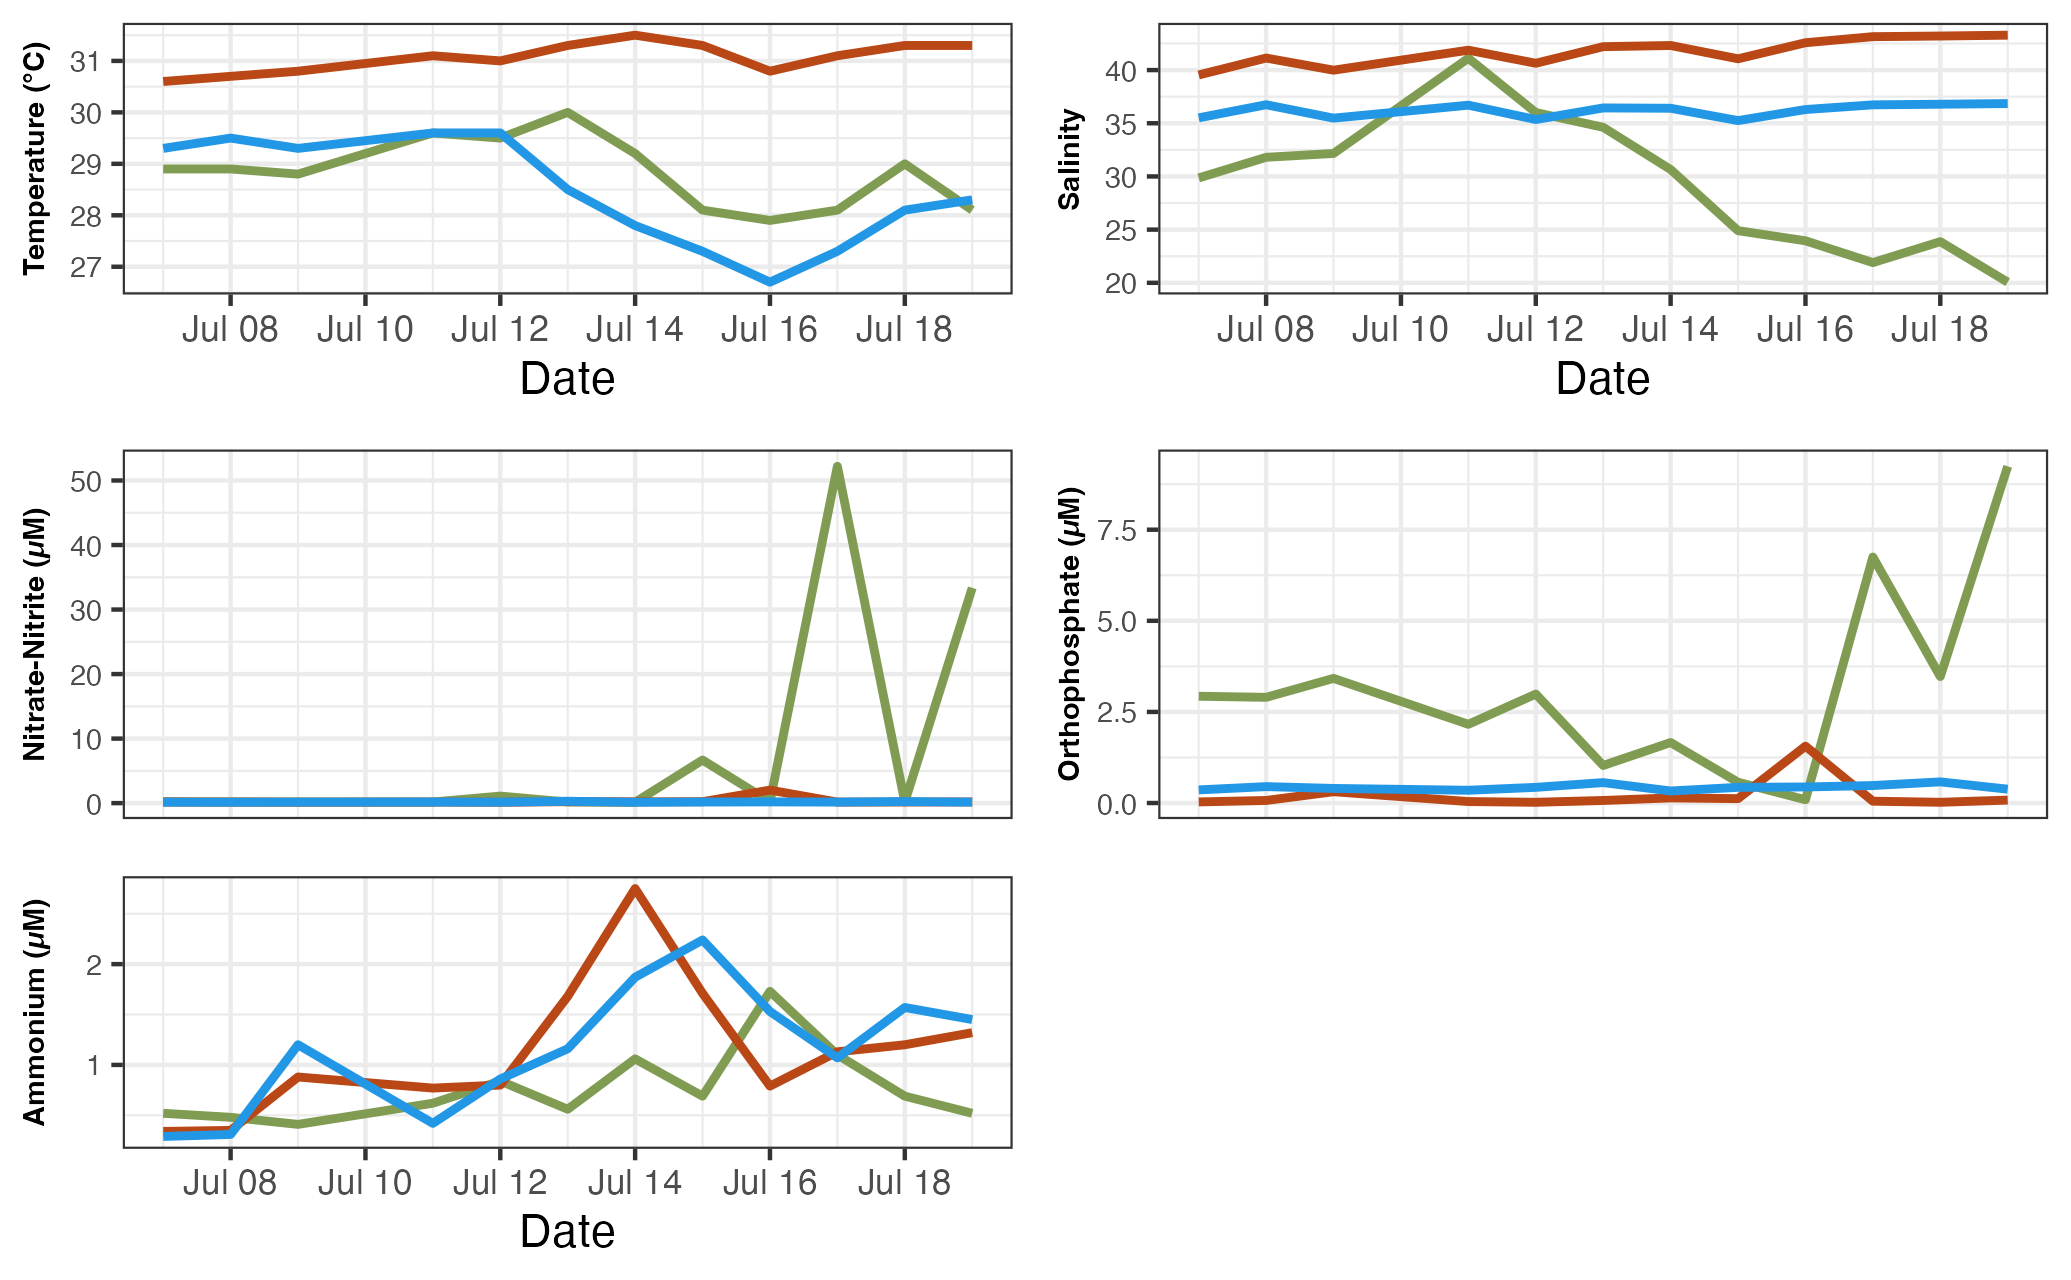 Temperature (°C)
31
30
29
28
27
Jul 08 Jul 10 Jul 12 Jul 14 Jul 16 Jul 18
Date
Salinity
40
35
30
25
20
Jul 08 Jul 10 Jul 12 Jul 14 Jul 16 Jul 18
Date
Nitrate-Nitrite (µM)
50
40
30
20
10
0
Orthophosphate (µM)
7.5
5.0
2.5
0.0
Ammonium (µM)
2
1
Jul 08 Jul 10 Jul 12 Jul 14 Jul 16 Jul 18
Date